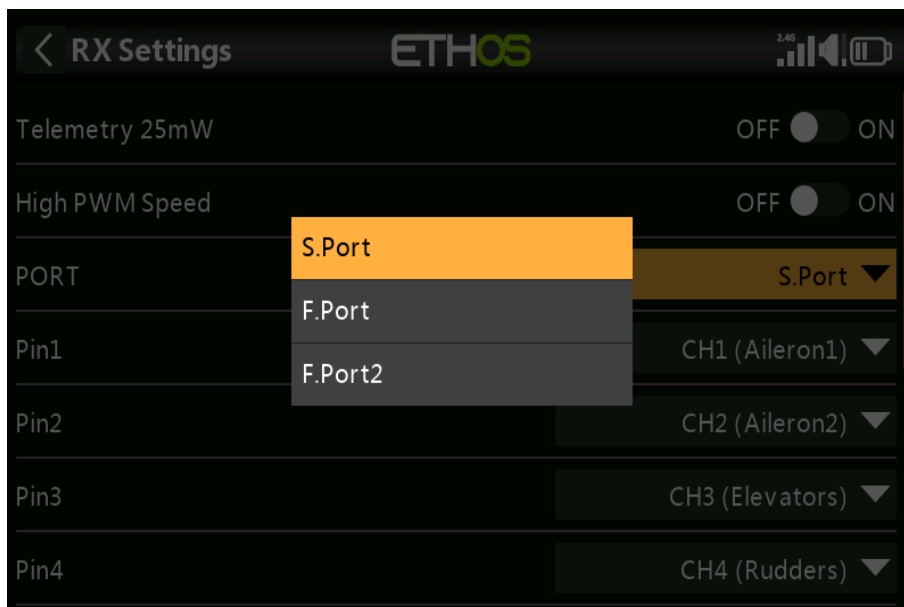 RX Settings ETHOS 2.4G
Telemetry 25mW OFF ON
High PWM Speed OFF ON
S.Port
PORT S.Port
F.Port
Pin1 CH1 (Aileron1)
F.Port2
Pin2 CH2 (Aileron2)
Pin3 CH3 (Elevators)
Pin4 CH4 (Rudders)